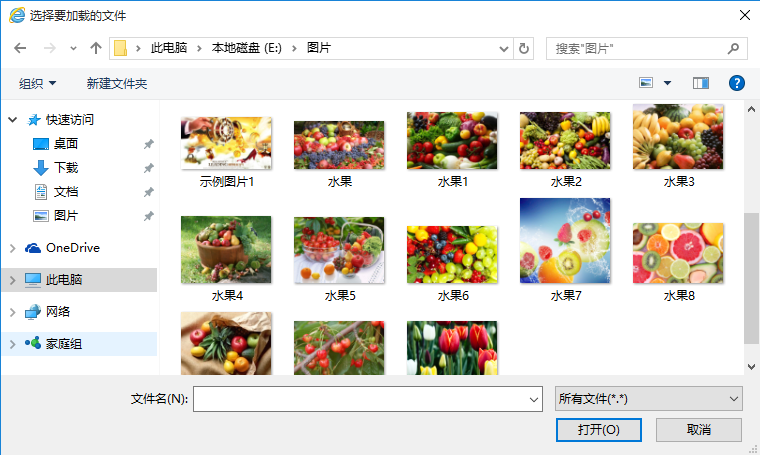 选择要加载的文件
此电脑 本地磁盘 (E:) 图片
搜索"图片"
组织 新建文件夹
快速访问
桌面
下载
文档
图片
OneDrive
此电脑
网络
家庭组
示例图片1 水果 水果1 水果2 水果3
水果4 水果5 水果6 水果7 水果8
文件名(N):
所有文件(*.*)
打开(O) 取消